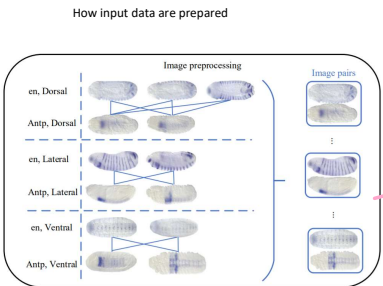 How input data are prepared
Image preprocessing
Image pairs
en, Dorsal
Antp, Dorsal
en, Lateral
Antp, Lateral
en, Ventral
Antp, Ventral